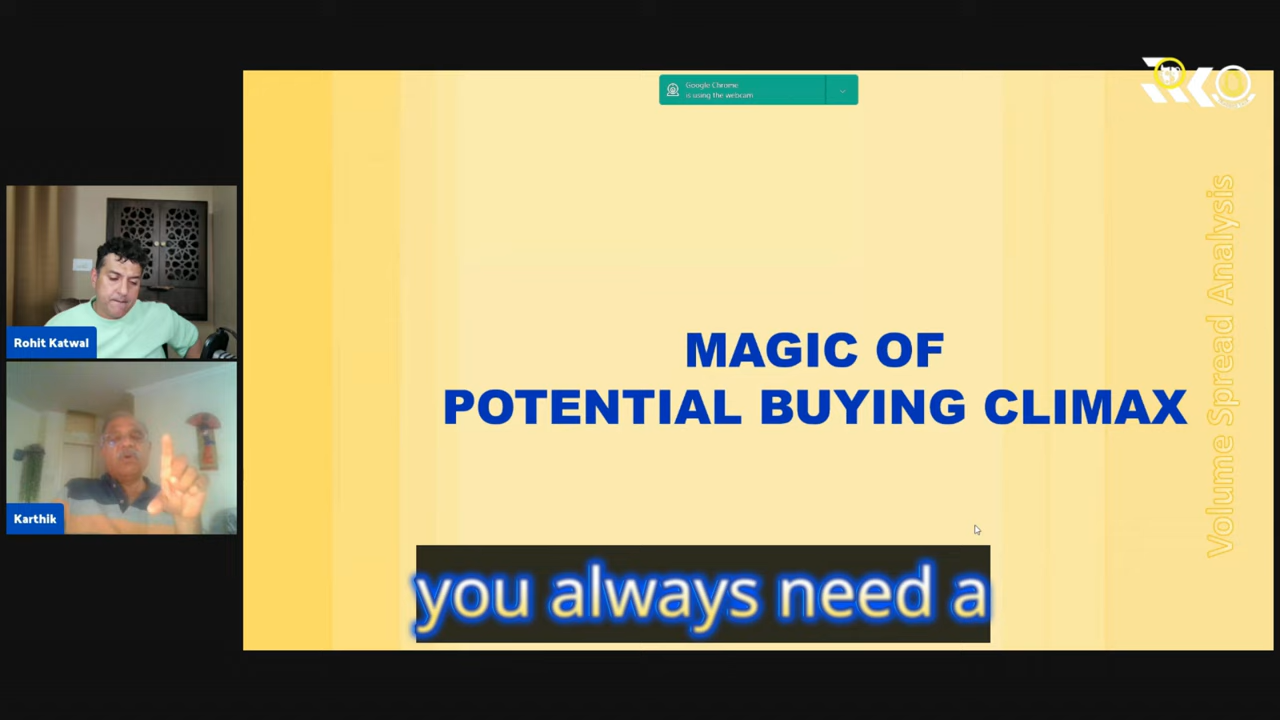 Google Chrome
is using the webcam
RKO
Volume Spread Analysis
Rohit Katwal
MAGIC OF
POTENTIAL BUYING CLIMAX
Karthik
you always need a